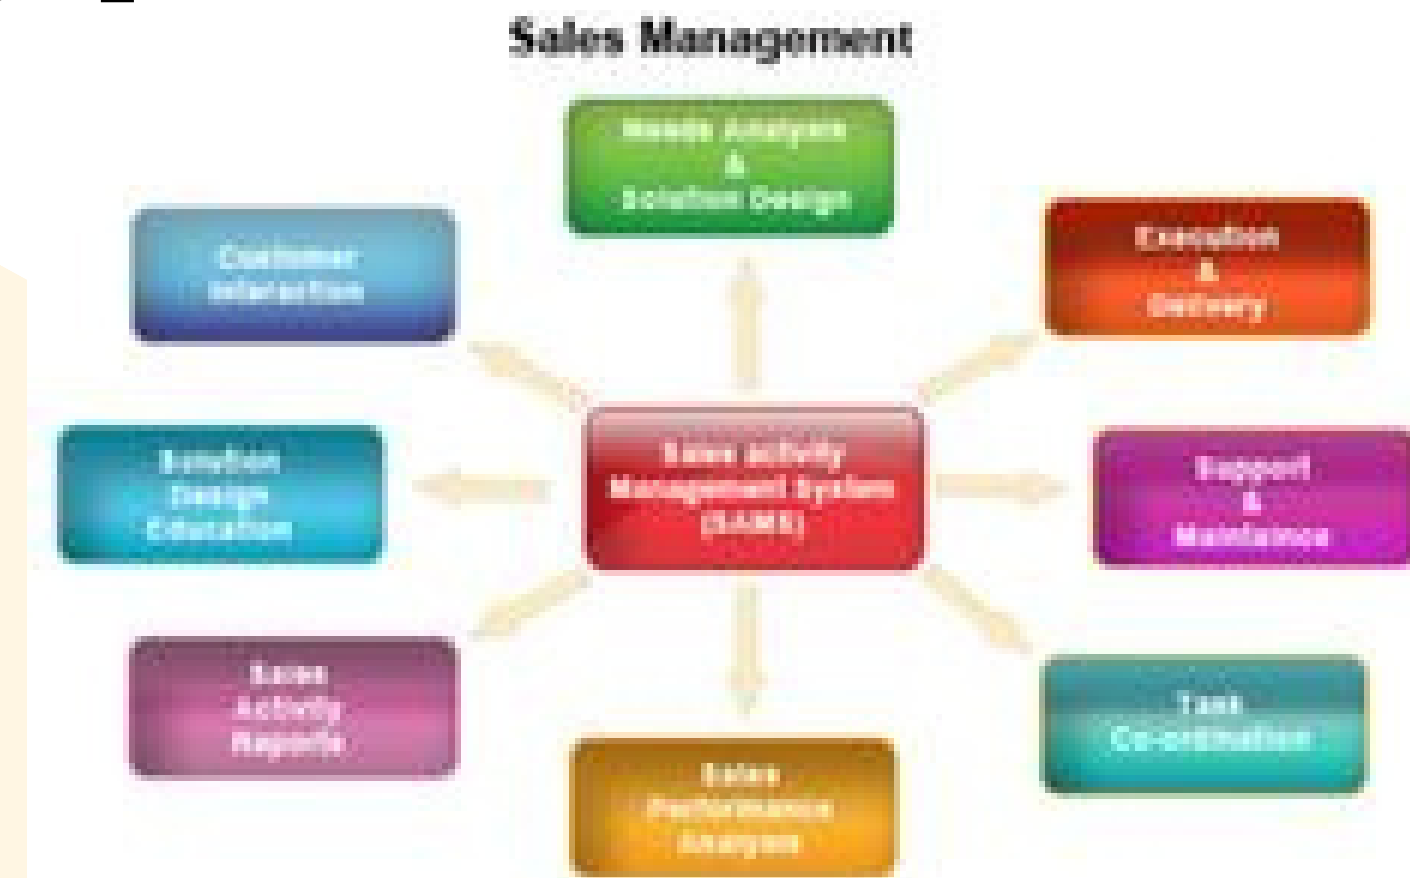 Sales Management
Needs Analysis
&
Solution Design
Customer
Interaction
Execution
&
Delivery
Solution
Design
Education
Sales activity
Management System
(SAMS)
Support
&
Maintaince
Sales
Activity
Reports
Task
Co-ordination
Sales
Performance
Analysis